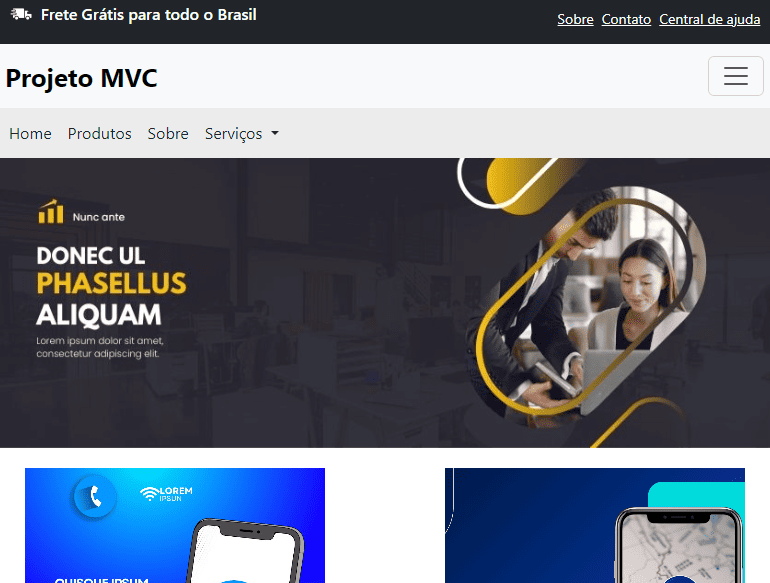 Frete Grátis para todo o Brasil
Sobre Contato Central de ajuda
Projeto MVC
Home Produtos Sobre Serviços
Nunc ante
DONEC UL
PHASELLUS
ALIQUAM
Lorem ipsum dolor sit amet,
consectetur adipiscing elit.
LOREM
IPSUN
QUISQUE IPSUM